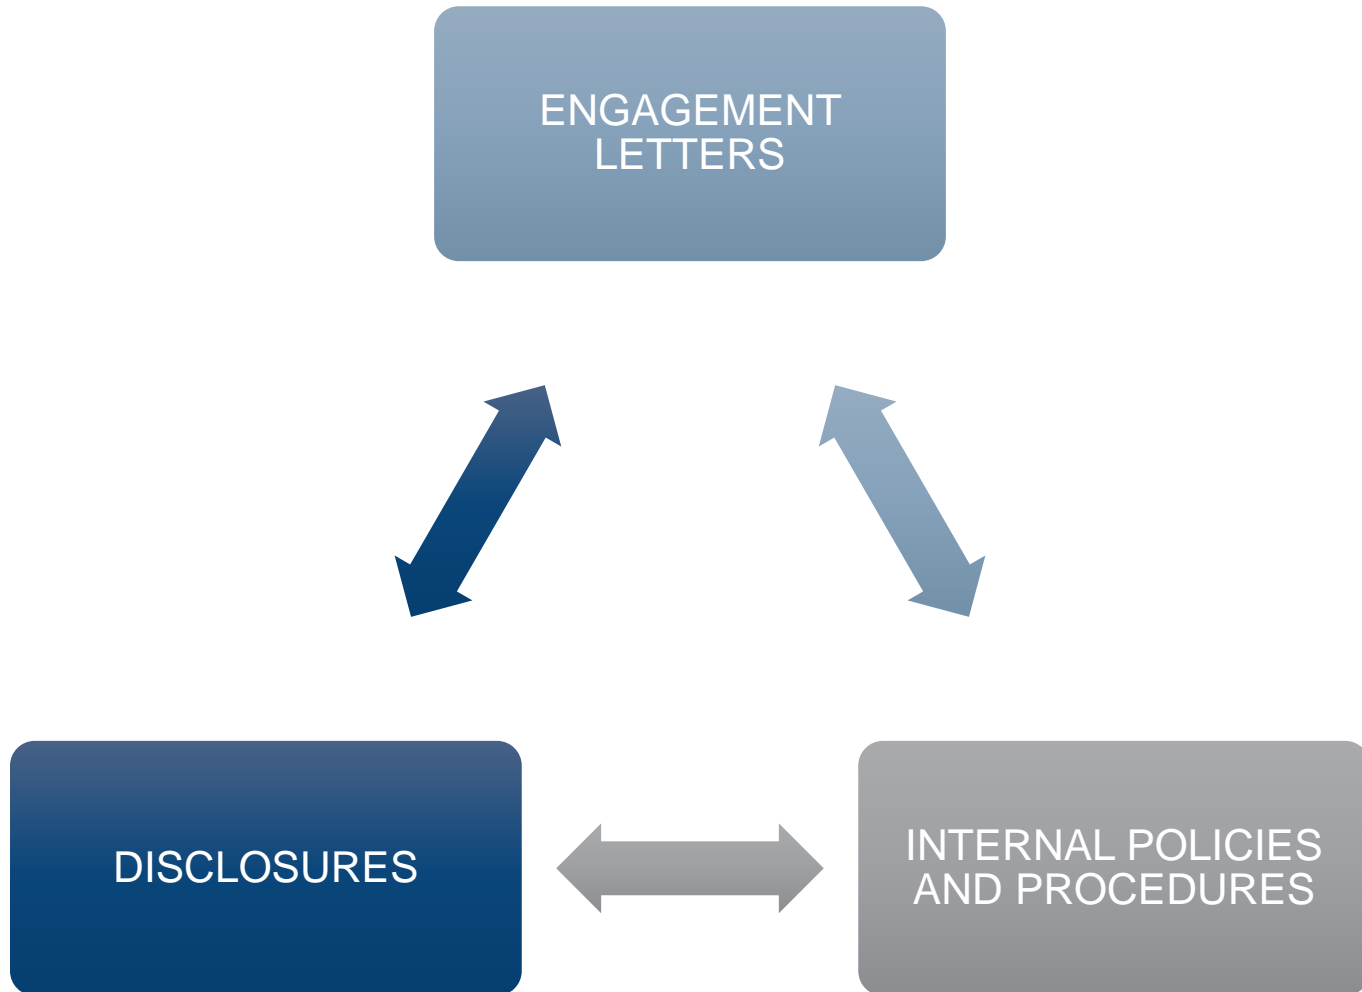 ENGAGEMENT
LETTERS
DISCLOSURES
INTERNAL POLICIES
AND PROCEDURES